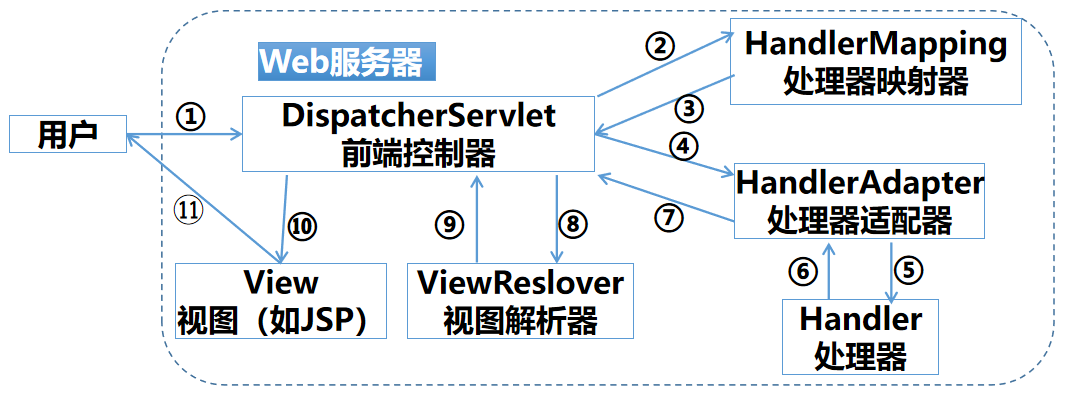 Web服务器
用户
①
DispatcherServlet
前端控制器
②
③
HandlerMapping
处理器映射器
④
⑦
HandlerAdapter
处理器适配器
⑥
⑤
Handler
处理器
⑨
⑧
ViewReslover
视图解析器
⑩
⑪
View
视图（如JSP）